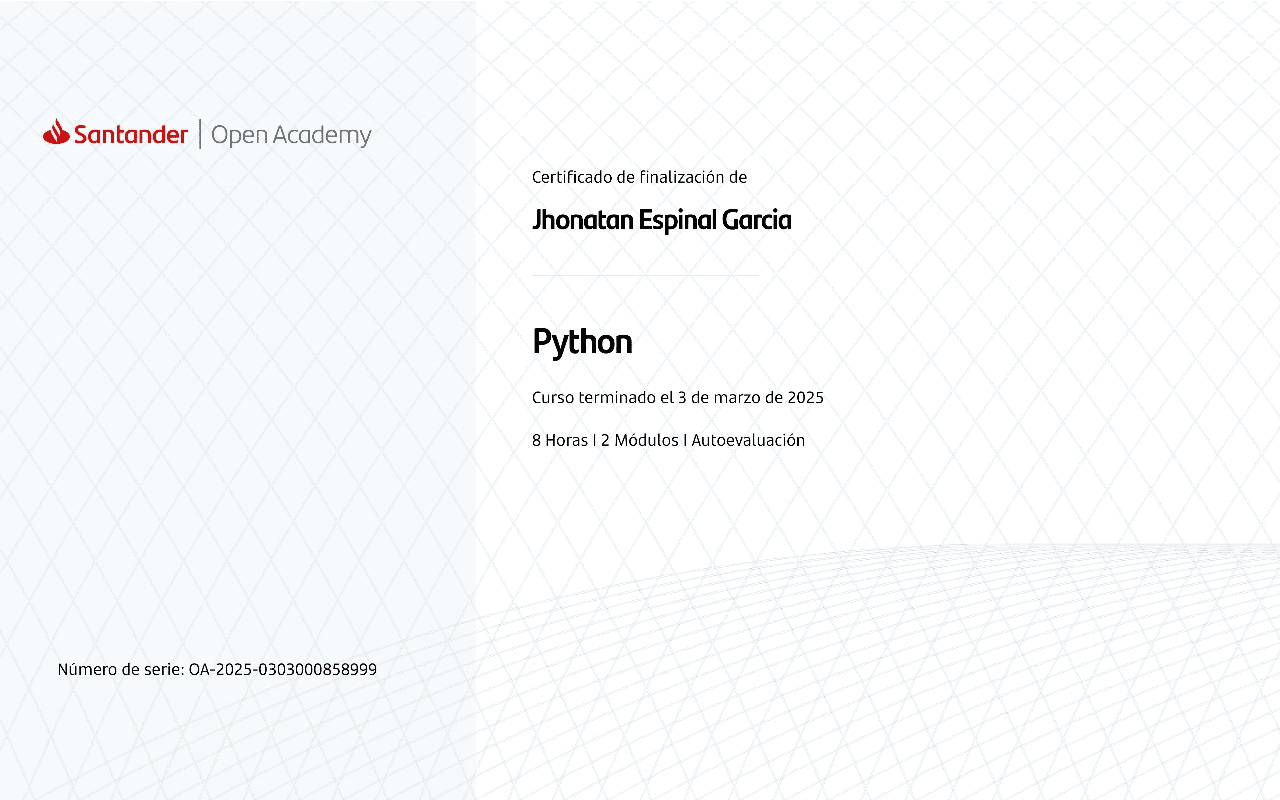 Santander | Open Academy
Certificado de finalización de
Jhonatan Espinal Garcia
Python
Curso terminado el 3 de marzo de 2025
8 Horas | 2 Módulos | Autoevaluación
Número de serie: OA-2025-0303000858999